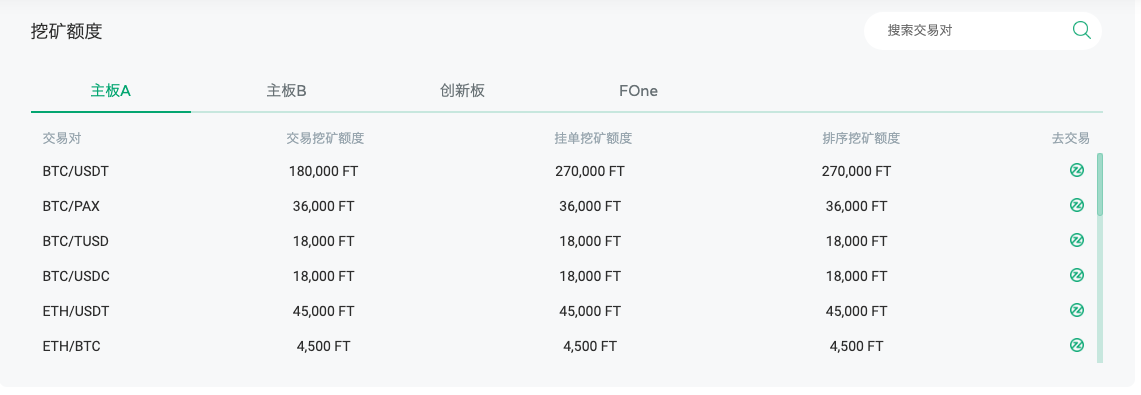 挖矿额度 搜索交易对
主板A 主板B 创新板 FOne
交易对 交易挖矿额度 挂单挖矿额度 排序挖矿额度 去交易
BTC/USDT 180,000 FT 270,000 FT 270,000 FT
BTC/PAX 36,000 FT 36,000 FT 36,000 FT
BTC/TUSD 18,000 FT 18,000 FT 18,000 FT
BTC/USDC 18,000 FT 18,000 FT 18,000 FT
ETH/USDT 45,000 FT 45,000 FT 45,000 FT
ETH/BTC 4,500 FT 4,500 FT 4,500 FT